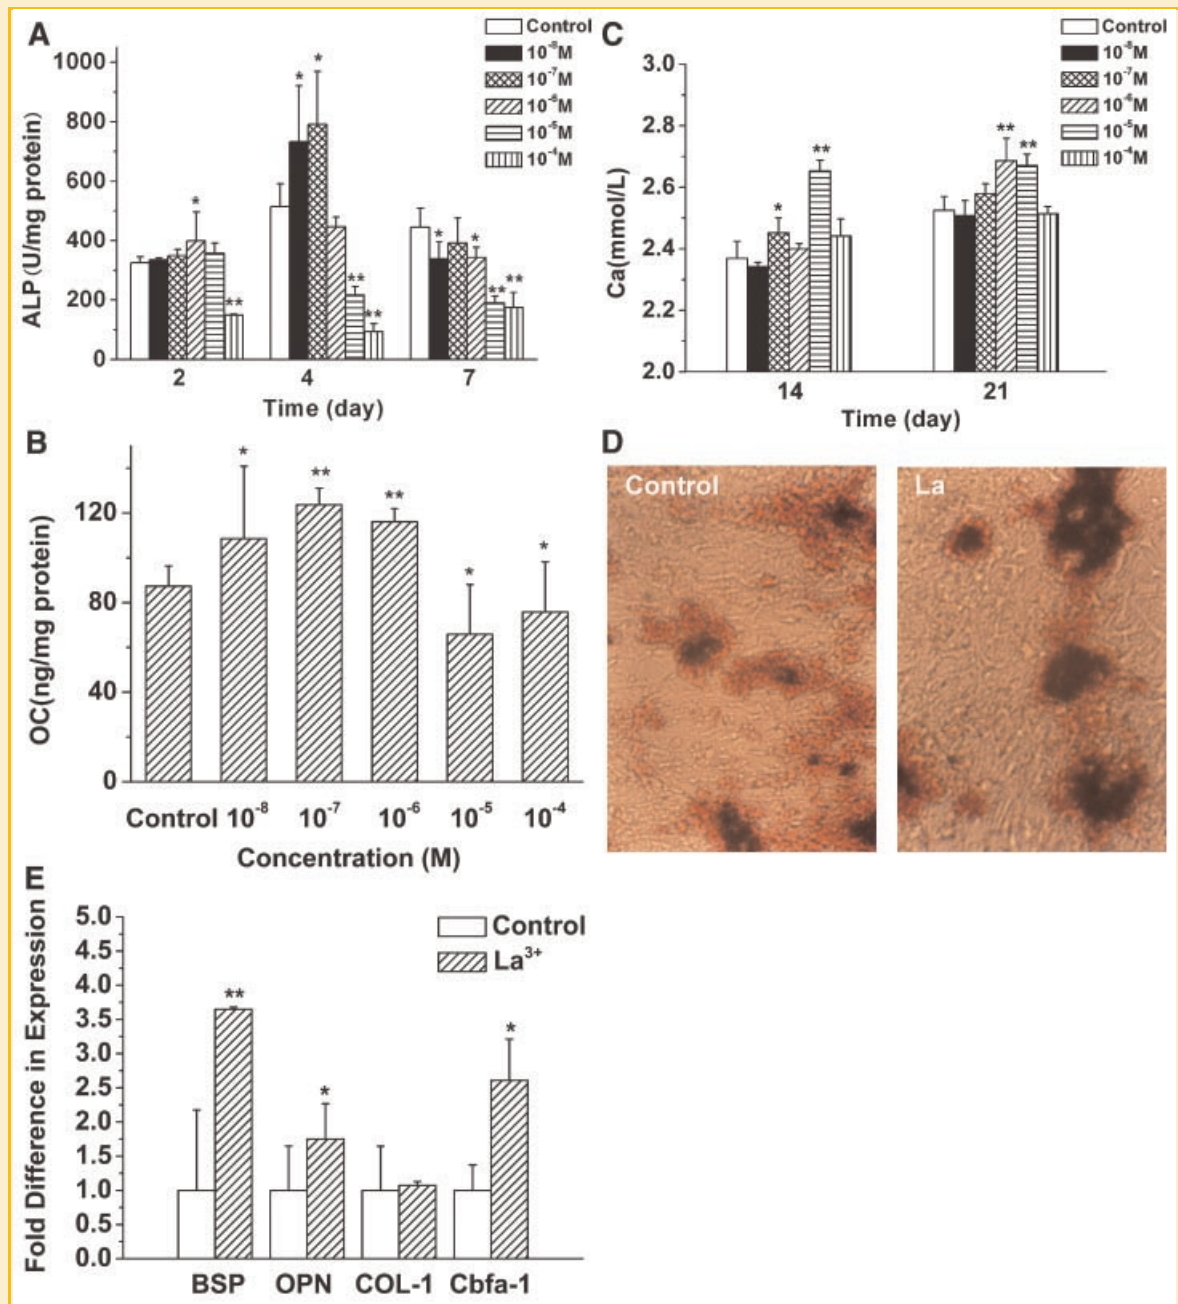 A
Control
10⁻⁸M
10⁻⁷M
10⁻⁶M
10⁻⁵M
10⁻⁴M
ALP (U/mg protein)
1000
800
600
400
200
0
*
**
*
*
**
**
*
*
**
**
2 4 7
Time (day)
C
Control
10⁻⁸M
10⁻⁷M
10⁻⁶M
10⁻⁵M
10⁻⁴M
Ca(mmol/L)
3.0
2.8
2.6
2.4
2.2
2.0
*
**
**
**
14 21
Time (day)
B
OC(ng/mg protein)
120
80
40
0
*
**
**
*
*
Control 10⁻⁸ 10⁻⁷ 10⁻⁶ 10⁻⁵ 10⁻⁴
Concentration (M)
D
Control
La
E
Fold Difference in Expression
5.0
4.5
4.0
3.5
3.0
2.5
2.0
1.5
1.0
0.5
0.0
Control
La³⁺
**
*
*
BSP OPN COL-1 Cbfa-1